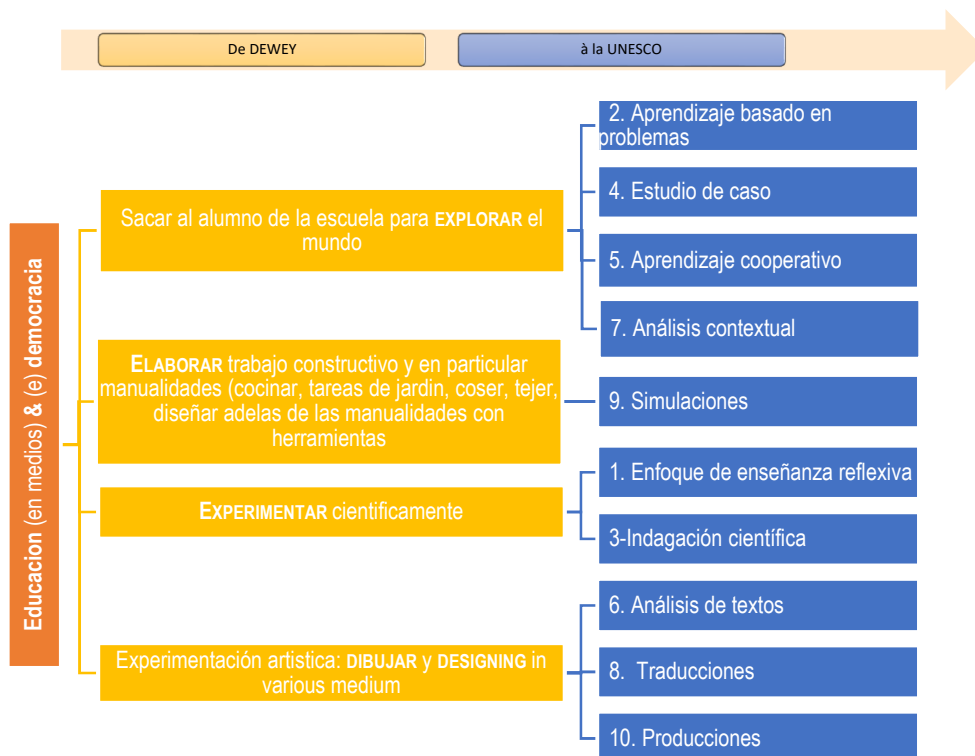 De DEWEY
à la UNESCO
Educacion (en medios) & (e) democracia
Sacar al alumno de la escuela para EXPLORAR el
mundo
2. Aprendizaje basado en
problemas
4. Estudio de caso
5. Aprendizaje cooperativo
7. Análisis contextual
ELABORAR trabajo constructivo y en particular
manualidades (cocinar, tareas de jardin, coser, tejer,
diseñar adelas de las manualidades con
herramientas
9. Simulaciones
EXPERIMENTAR cientificamente
1. Enfoque de enseñanza reflexiva
3-Indagación científica
Experimentación artistica: DIBUJAR y DESIGNING in
various medium
6. Análisis de textos
8. Traducciones
10. Producciones